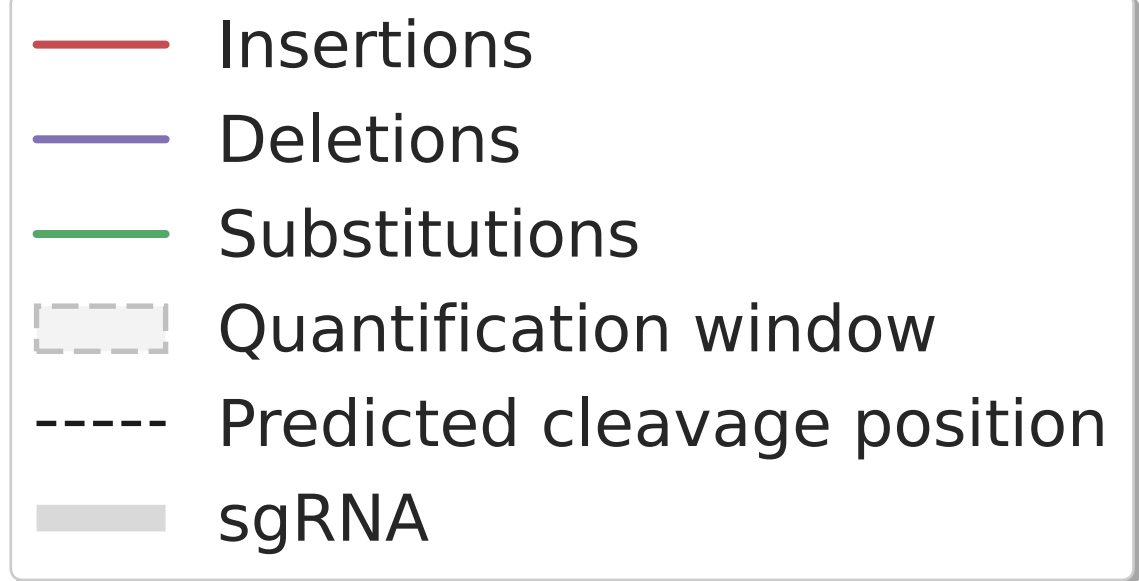 Insertions
Deletions
Substitutions
Quantification window
Predicted cleavage position
sgRNA